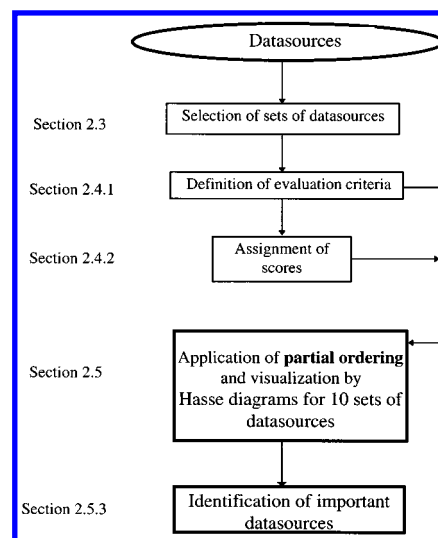 Datasources
Section 2.3
Selection of sets of datasources
Section 2.4.1
Definition of evaluation criteria
Section 2.4.2
Assignment of
scores
Section 2.5
Application of partial ordering
and visualization by
Hasse diagrams for 10 sets of
datasources
Section 2.5.3
Identification of important
datasources